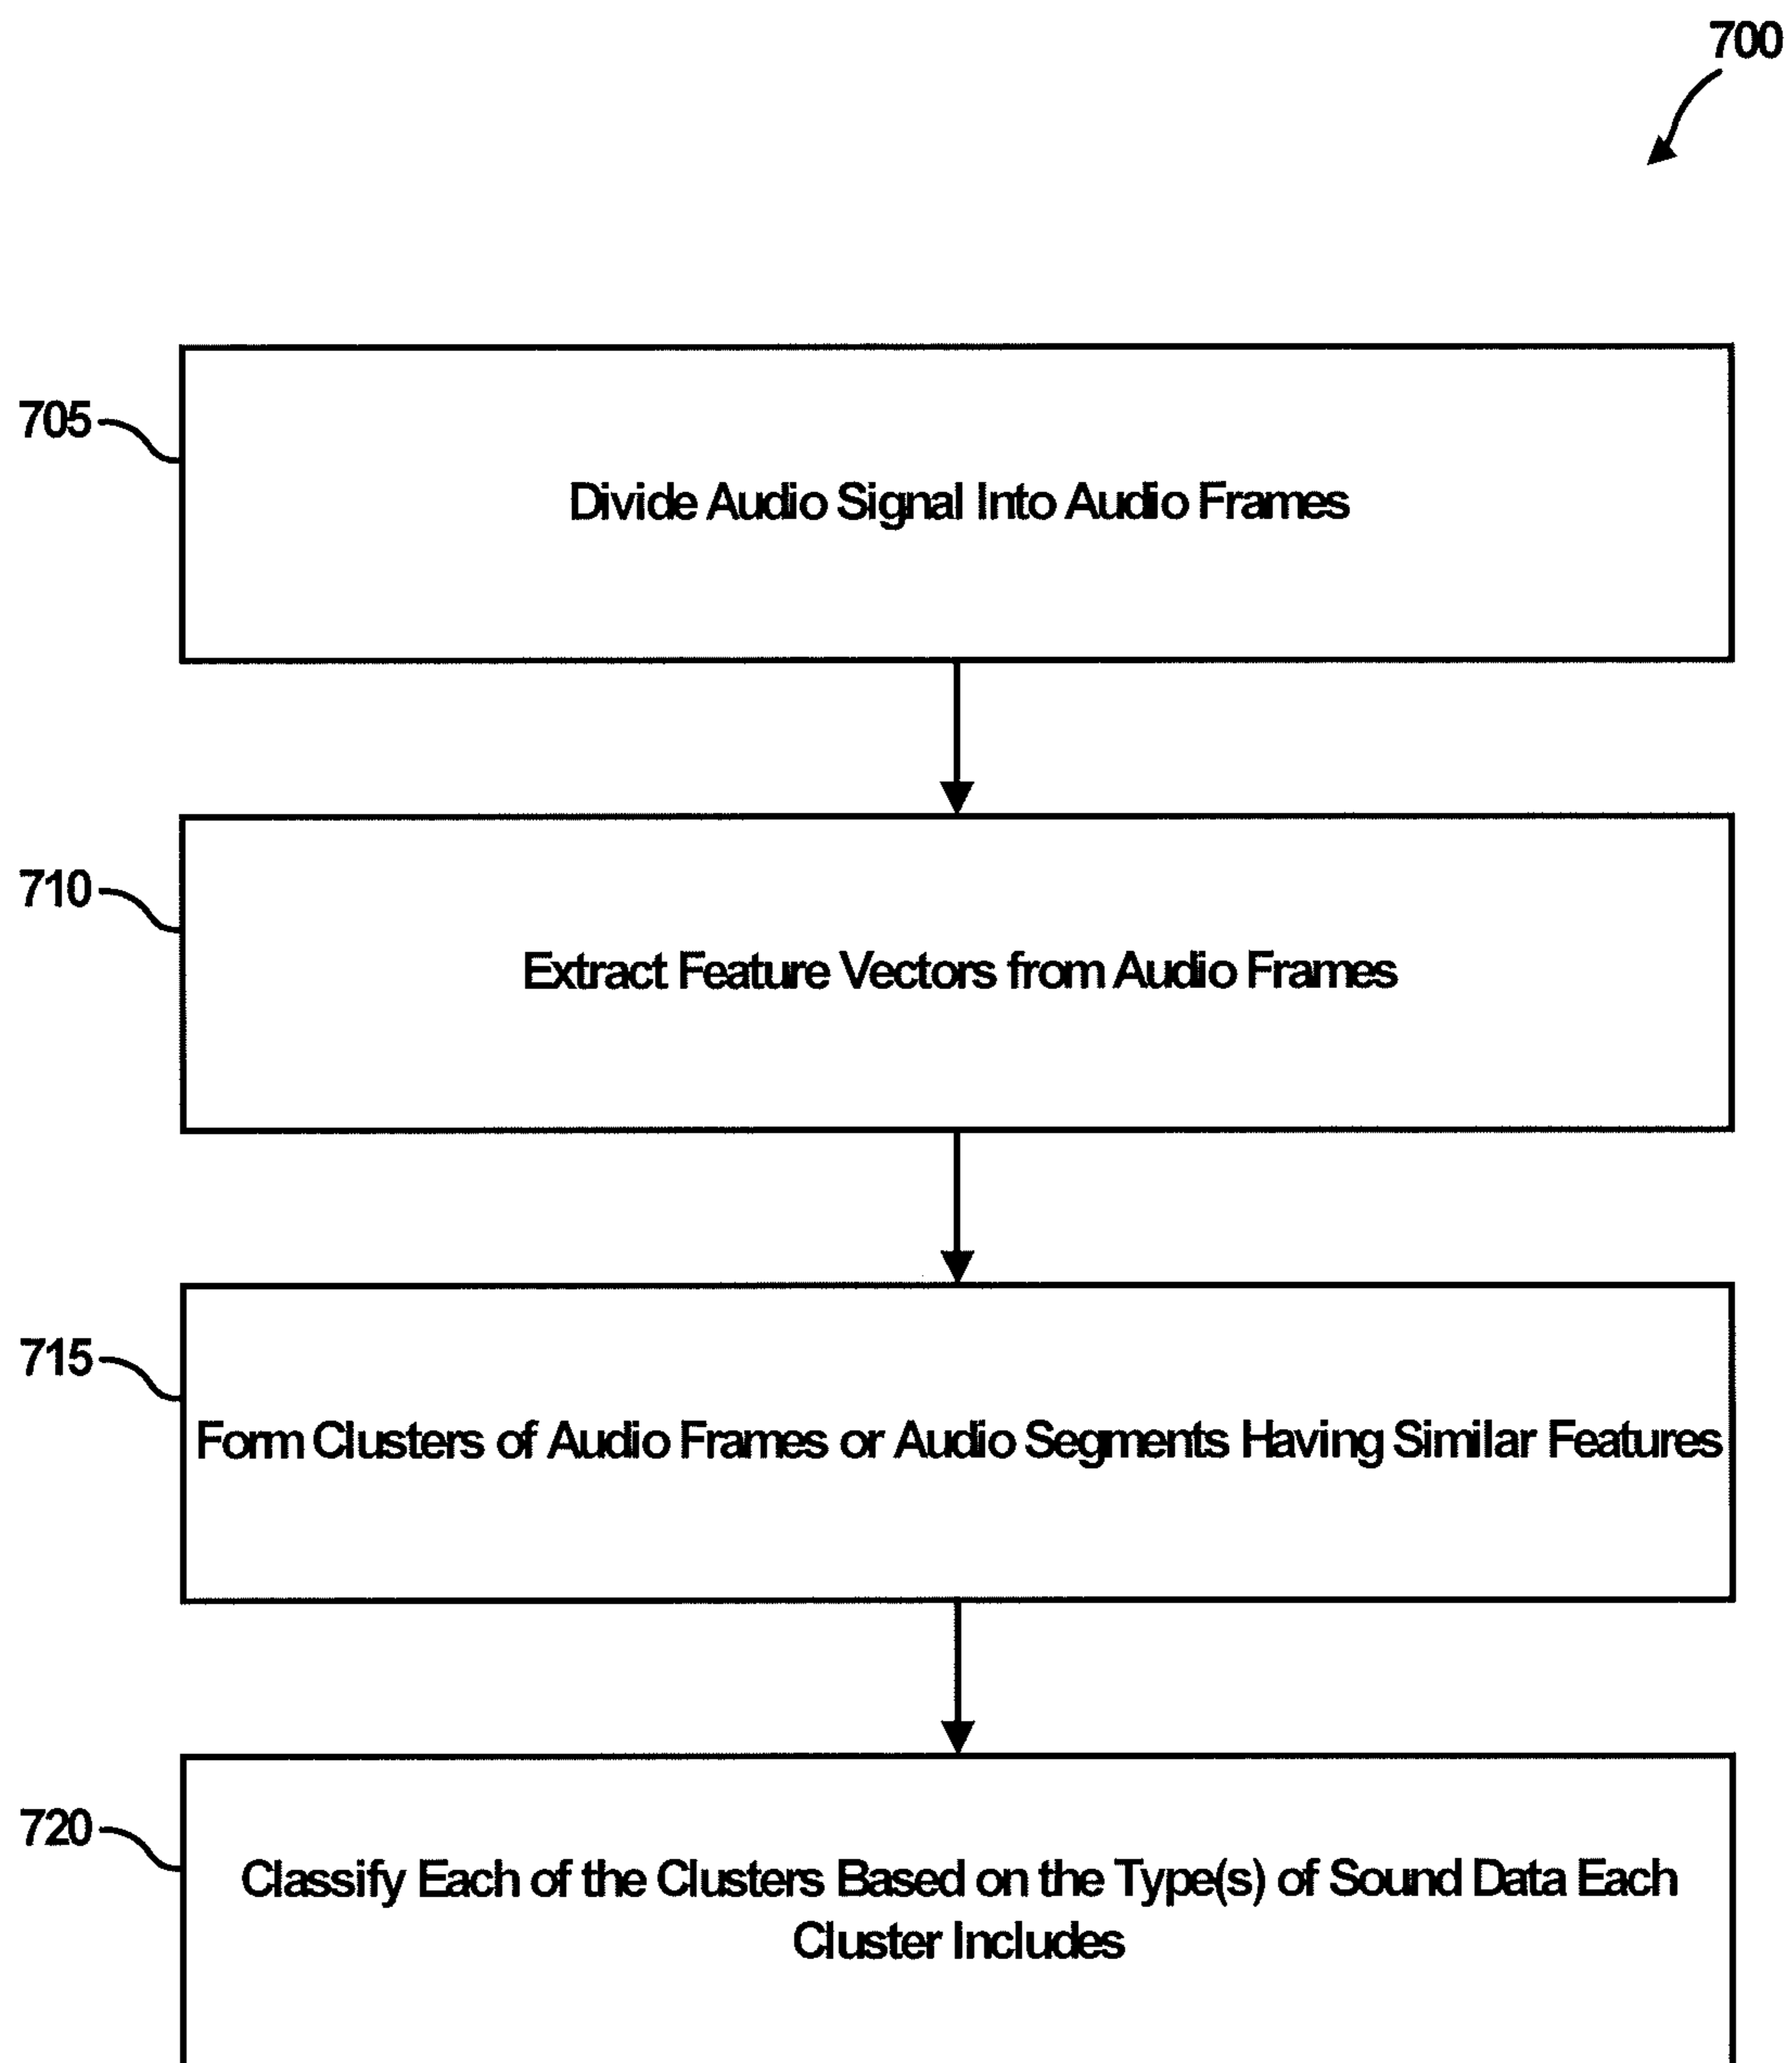 700
705
Divide Audio Signal Into Audio Frames
710
Extract Feature Vectors from Audio Frames
715
Form Clusters of Audio Frames or Audio Segments Having Similar Features
720
Classify Each of the Clusters Based on the Type(s) of Sound Data Each
Cluster Includes